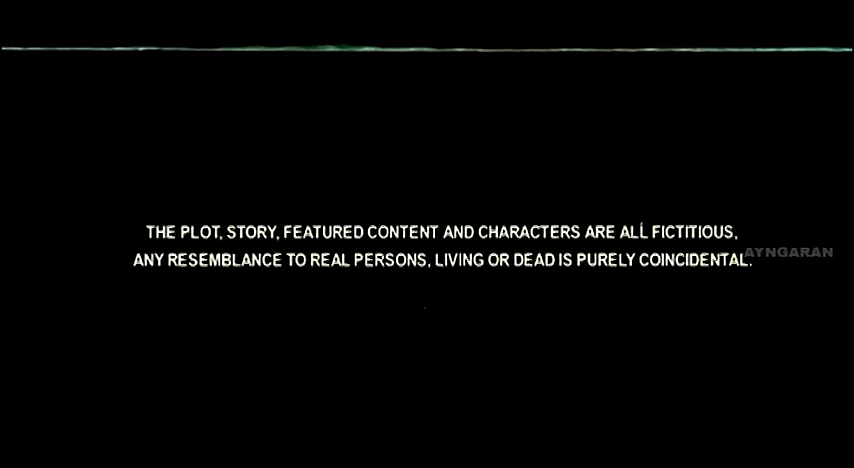 THE PLOT, STORY, FEATURED CONTENT AND CHARACTERS ARE ALL FICTITIOUS,
ANY RESEMBLANCE TO REAL PERSONS, LIVING OR DEAD IS PURELY COINCIDENTAL.
AYNGARAN